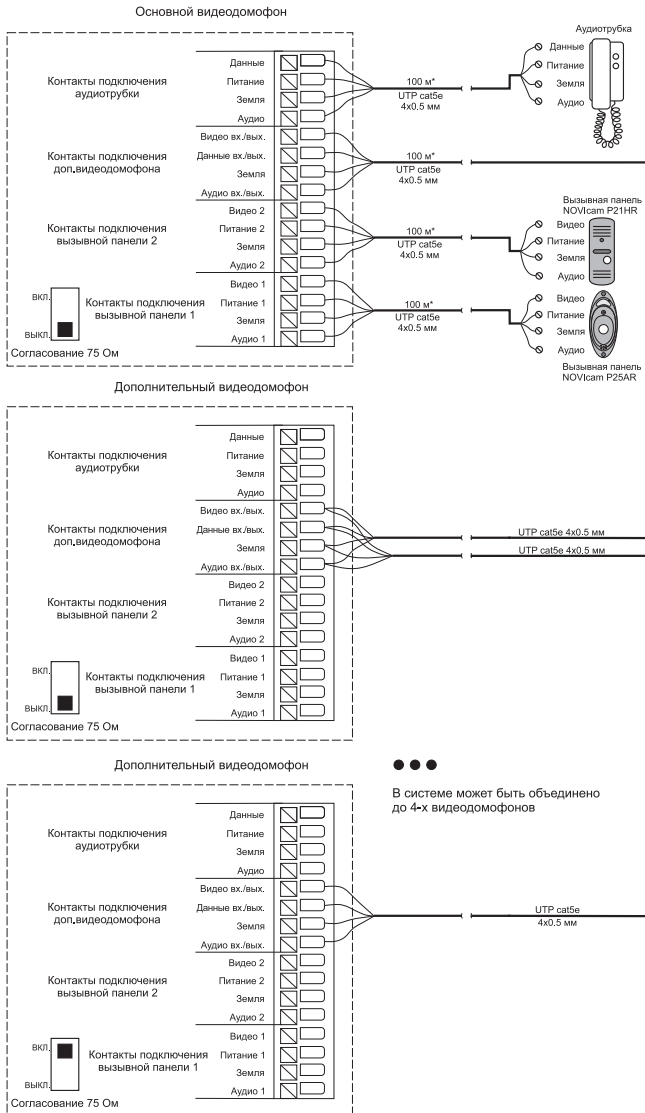 Основной видеодомофон
Контакты подключения
аудиотрубки
Данные
Питание
Земля
Аудио
100 м*
UTP cat5e
4x0.5 мм
Аудиотрубка
Данные
Питание
Земля
Аудио
Контакты подключения
доп.видеодомофона
Видео вх./вых.
Данные вх./вых.
Земля
Аудио вх./вых.
100 м*
UTP cat5e
4x0.5 мм
Контакты подключения
вызывной панели 2
Видео 2
Питание 2
Земля
Аудио 2
100 м*
UTP cat5e
4x0.5 мм
Вызывная панель
NOVIcam P21HR
Видео
Питание
Земля
Аудио
Контакты подключения
вызывной панели 1
Видео 1
Питание 1
Земля
Аудио 1
100 м*
UTP cat5e
4x0.5 мм
Видео
Питание
Земля
Аудио
Вызывная панель
NOVIcam P25AR
ВКЛ.
ВЫКЛ.
Согласование 75 Ом
Дополнительный видеодомофон
Контакты подключения
аудиотрубки
Данные
Питание
Земля
Аудио
Контакты подключения
доп.видеодомофона
Видео вх./вых.
Данные вх./вых.
Земля
Аудио вх./вых.
UTP cat5e 4x0.5 мм
UTP cat5e 4x0.5 мм
Контакты подключения
вызывной панели 2
Видео 2
Питание 2
Земля
Аудио 2
Контакты подключения
вызывной панели 1
Видео 1
Питание 1
Земля
Аудио 1
ВКЛ.
ВЫКЛ.
Согласование 75 Ом
Дополнительный видеодомофон
В системе может быть объединено
до 4-х видеодомофонов
Контакты подключения
аудиотрубки
Данные
Питание
Земля
Аудио
Контакты подключения
доп.видеодомофона
Видео вх./вых.
Данные вх./вых.
Земля
Аудио вх./вых.
UTP cat5e
4x0.5 мм
Контакты подключения
вызывной панели 2
Видео 2
Питание 2
Земля
Аудио 2
Контакты подключения
вызывной панели 1
Видео 1
Питание 1
Земля
Аудио 1
ВКЛ.
ВЫКЛ.
Согласование 75 Ом